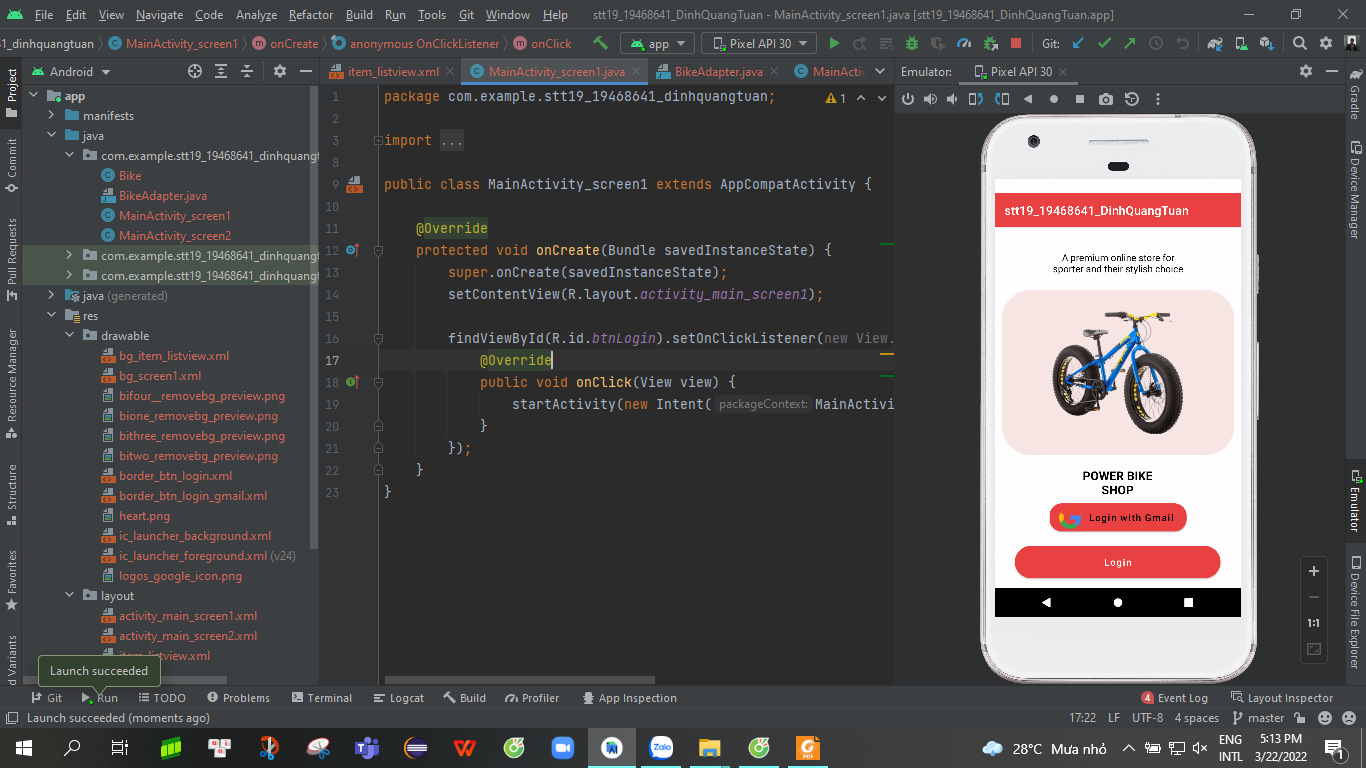 File Edit View Navigate Code Analyze Refactor Build Run Tools Git Window Help stt19_19468641_DinhQuangTuan - MainActivity_screen1.java [stt19_19468641_DinhQuangTuan.app]
41_dinhquangtuan MainActivity_screen1 onCreate anonymous OnClickListener onClick app Pixel API 30 Git:
Android
item_listview.xml MainActivity_screen1.java BikeAdapter.java MainActiv
Emulator: Pixel API 30
Project
Commit
Pull Requests
Resource Manager
Structure
Favorites
d Variants
app
manifests
java
com.example.stt19_19468641_dinhquangt
Bike
BikeAdapter.java
MainActivity_screen1
MainActivity_screen2
com.example.stt19_19468641_dinhquangt
com.example.stt19_19468641_dinhquangt
java (generated)
res
drawable
bg_item_listview.xml
bg_screen1.xml
bifour__removebg_preview.png
bione_removebg_preview.png
bithree_removebg_preview.png
bitwo_removebg_preview.png
border_btn_login.xml
border_btn_login_gmail.xml
heart.png
ic_launcher_background.xml
ic_launcher_foreground.xml (v24)
logos_google_icon.png
layout
activity_main_screen1.xml
activity_main_screen2.xml
item_listview.xml
Launch succeeded
1 package com.example.stt19_19468641_dinhquangtuan; 1
2
3 import ...
8
9 public class MainActivity_screen1 extends AppCompatActivity {
10
11 @Override
12 protected void onCreate(Bundle savedInstanceState) {
13 super.onCreate(savedInstanceState);
14 setContentView(R.layout.activity_main_screen1);
15
16 findViewById(R.id.btnLogin).setOnClickListener(new View.
17 @Override
18 public void onClick(View view) {
19 startActivity(new Intent( packageContext: MainActivi
20 }
21 });
22 }
23 }
stt19_19468641_DinhQuangTuan
A premium online store for
sporter and their stylish choice
POWER BIKE
SHOP
Login with Gmail
Login
1:1
Gradle
Device Manager
Emulator
Device File Explorer
Git Run TODO Problems Terminal Logcat Build Profiler App Inspection 4 Event Log Layout Inspector
Launch succeeded (moments ago) 17:22 LF UTF-8 4 spaces master
Zalo
PDF
28°C Mưa nhỏ
ENG
INTL
5:13 PM
3/22/2022
1